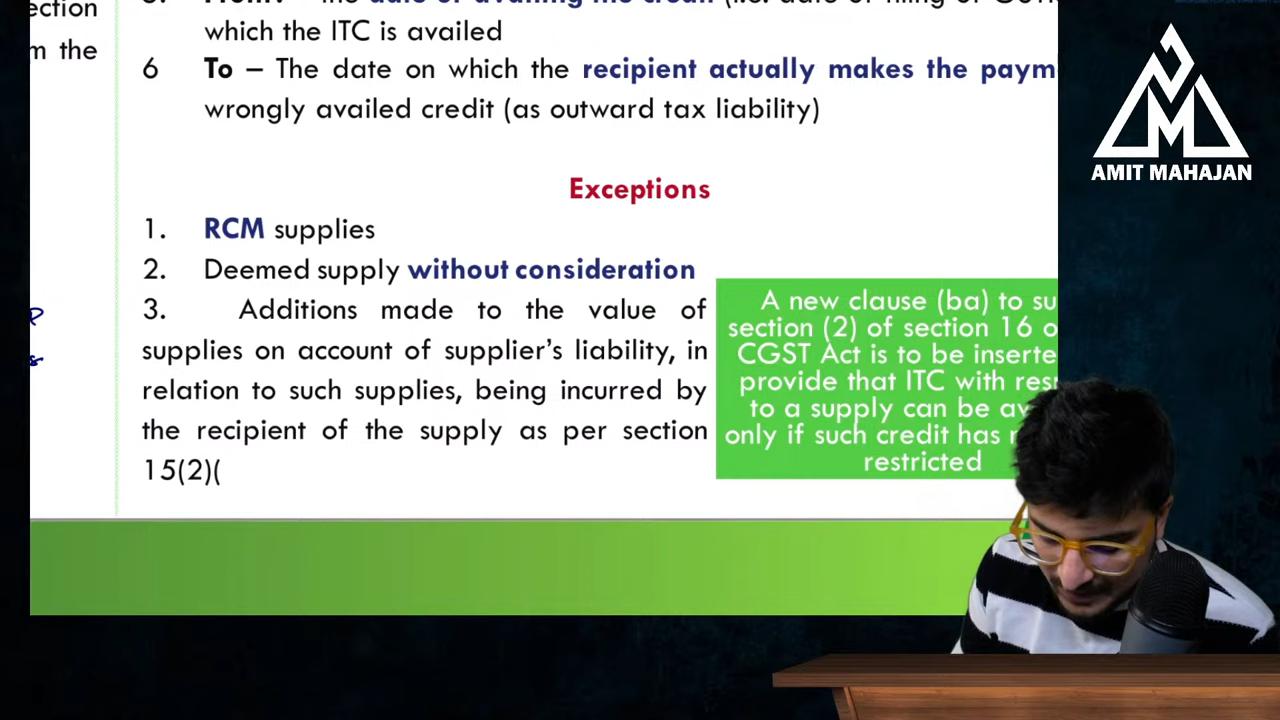 ection
m the
which the ITC is availed
6 To – The date on which the recipient actually makes the paym
wrongly availed credit (as outward tax liability)
Exceptions
1. RCM supplies
2. Deemed supply without consideration
3. Additions made to the value of
supplies on account of supplier's liability, in
relation to such supplies, being incurred by
the recipient of the supply as per section
15(2)(
A new clause (ba) to su
section (2) of section 16 o
CGST Act is to be inserte
provide that ITC with res
to a supply can be av
only if such credit has
restricted
AMIT MAHAJAN